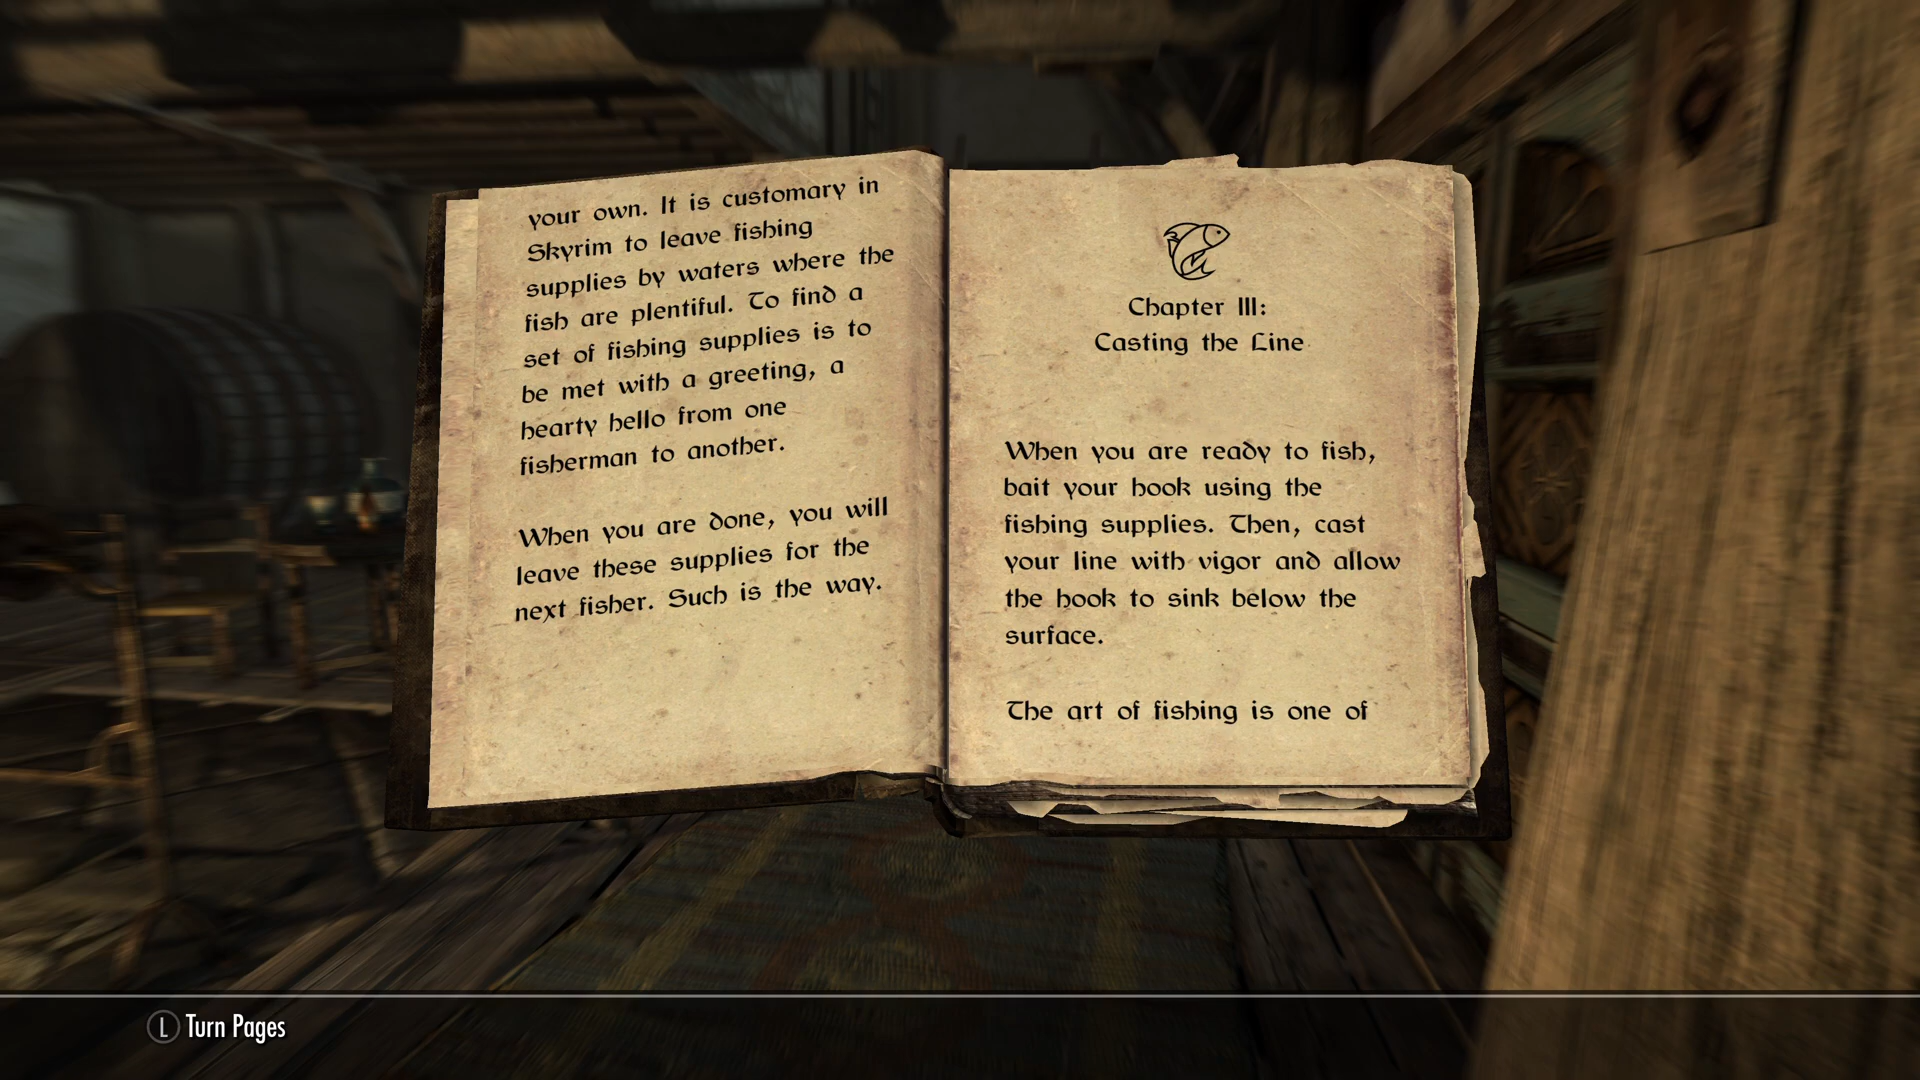 your own. It is customary in
Skyrim to leave fishing
supplies by waters where the
fish are plentiful. To find a
set of fishing supplies is to
be met with a greeting, a
hearty hello from one
fisherman to another.
When you are done, you will
leave these supplies for the
next fisher. Such is the way.
Chapter III:
Casting the Line
When you are ready to fish,
bait your hook using the
fishing supplies. Then, cast
your line with vigor and allow
the hook to sink below the
surface.
The art of fishing is one of
L Turn Pages